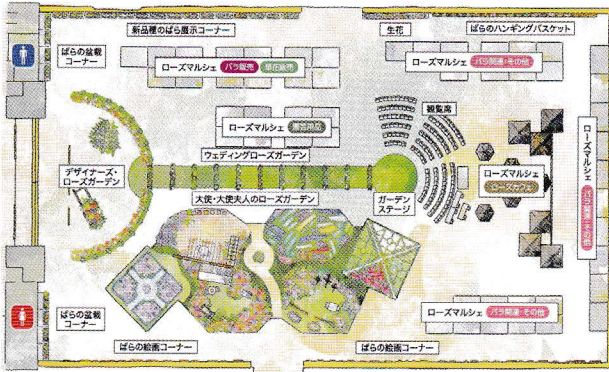 新品種のばら展示コーナー
生花
ばらのハンギングバスケット
ばらの盆栽
コーナー
ローズマルシェ バラ販売 草花販売
ローズマルシェ バラ関連・その他
ローズマルシェ
観覧席
ウェディングローズガーデン
デザイナーズ・
ローズガーデン
大使・大使夫人のローズガーデン
ガーデン
ステージ
ローズマルシェ
ローズカフェ
ローズマルシェ バラ関連・その他
ばらの盆栽
コーナー
ローズマルシェ バラ関連・その他
ばらの絵画コーナー
ばらの絵画コーナー